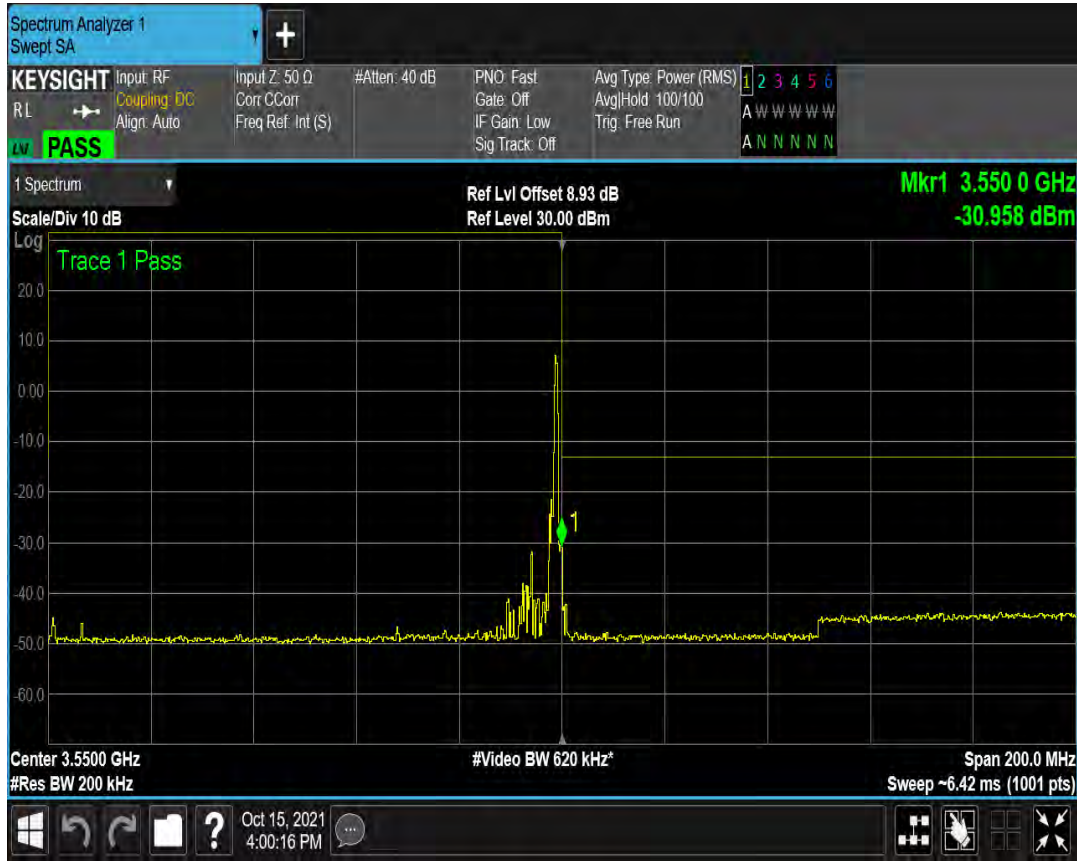 Spectrum Analyzer 1
Swept SA
+
KEYSIGHT
RL
PASS
Input: RF
Coupling: DC
Align: Auto
Input Z: 50 Ω
Corr CCorr
Freq Ref: Int (S)
#Atten: 40 dB
PNO: Fast
Gate: Off
IF Gain: Low
Sig Track: Off
Avg Type: Power (RMS)
Avg|Hold: 100/100
Trig: Free Run
1 2 3 4 5 6
A W W W W W
A N N N N N
1 Spectrum
Scale/Div 10 dB
Ref Lvl Offset 8.93 dB
Ref Level 30.00 dBm
Mkr1 3.550 0 GHz
-30.958 dBm
Log
Trace 1 Pass
20.0
10.0
0.00
-10.0
-20.0
-30.0
-40.0
-50.0
-60.0
1
Center 3.5500 GHz
#Res BW 200 kHz
#Video BW 620 kHz*
Span 200.0 MHz
Sweep ~6.42 ms (1001 pts)
?
Oct 15, 2021
4:00:16 PM